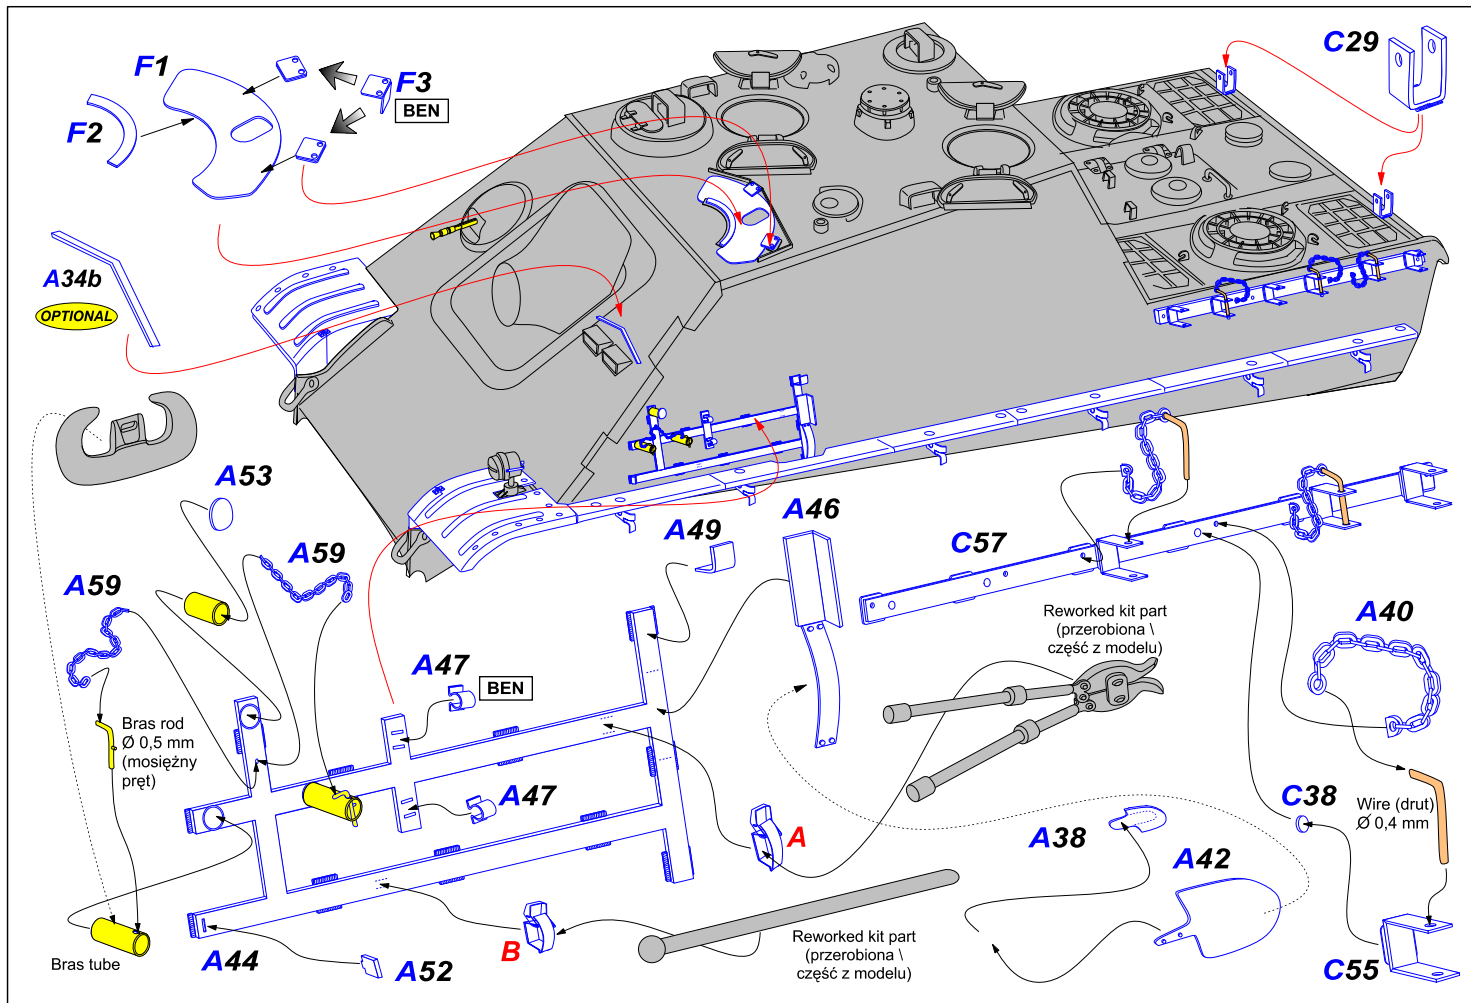 F1
F3
BEN
F2
C29
A34b
OPTIONAL
A53
A59
A59
A46
A49
C57
A40
Reworked kit part
(przerobiona \
część z modelu)
A47
BEN
Bras rod
Ø 0,5 mm
(mosiężny
pręt)
A47
A
C38
Wire (drut)
Ø 0,4 mm
A38
A42
B
Reworked kit part
(przerobiona \
część z modelu)
Bras tube
A44
A52
C55